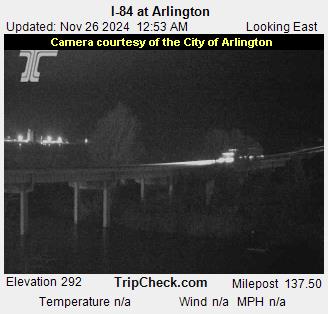 I-84 at Arlington
Updated: Nov 26 2024 12:53 AM Looking East
Camera courtesy of the City of Arlington
Elevation 292 TripCheck.com Milepost 137.50
Temperature n/a Wind n/a MPH n/a